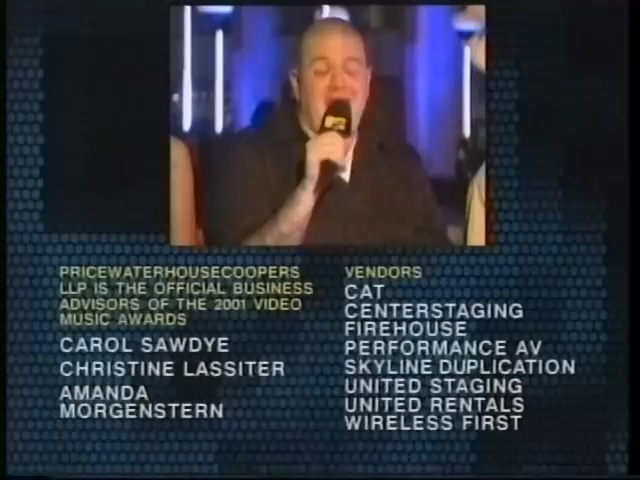 PRICEWATERHOUSECOOPERS
LLP IS THE OFFICIAL BUSINESS
ADVISORS OF THE 2001 VIDEO
MUSIC AWARDS
CAROL SAWDYE
CHRISTINE LASSITER
AMANDA
MORGENSTERN
VENDORS
CAT
CENTERSTAGING
FIREHOUSE
PERFORMANCE AV
SKYLINE DUPLICATION
UNITED STAGING
UNITED RENTALS
WIRELESS FIRST